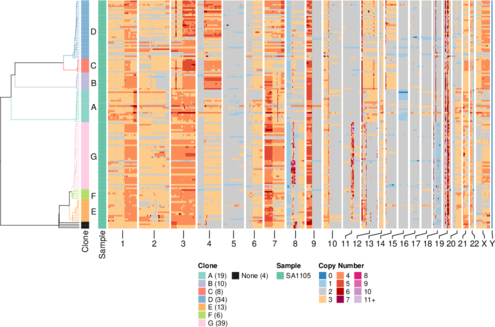 D
C
B
A
G
F
E
Clone
Sample
1 2 3 4 5 6 7 8 9 10 11 12 13 14 15 16 17 18 19 20 21 22 X Y
Clone Sample Copy Number
A (19) None (4) SA1105 0 4 8
B (10) 1 5 9
C (8) 2 6 10
D (34) 3 7 11+
E (13)
F (6)
G (39)